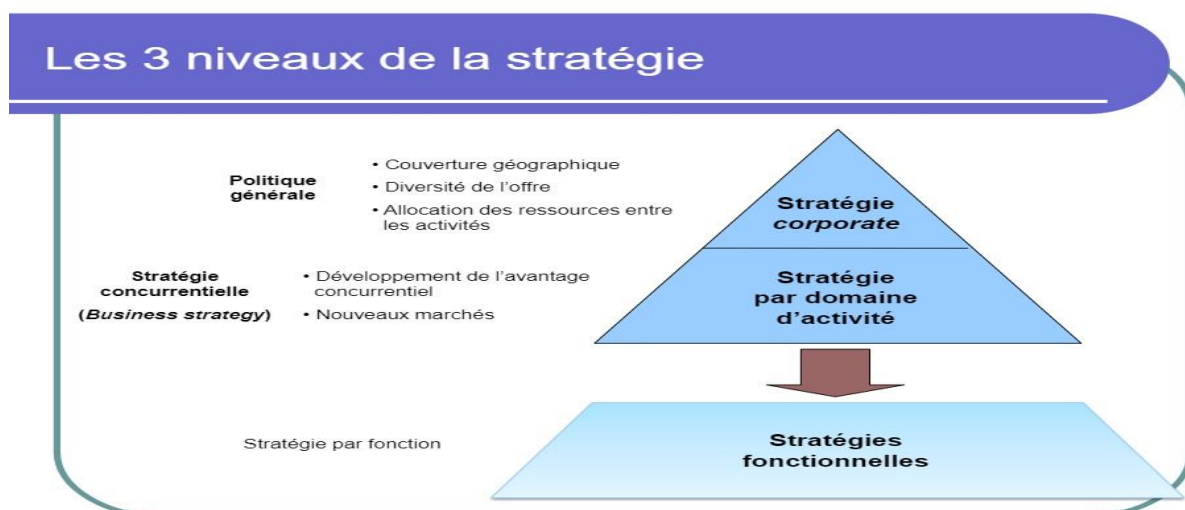 Les 3 niveaux de la stratégie
Politique
générale
• Couverture géographique
• Diversité de l'offre
• Allocation des ressources entre
les activités
Stratégie
corporate
Stratégie
concurrentielle
(Business strategy)
• Développement de l'avantage
concurrentiel
• Nouveaux marchés
Stratégie
par domaine
d'activité
Stratégie par fonction
Stratégies
fonctionnelles